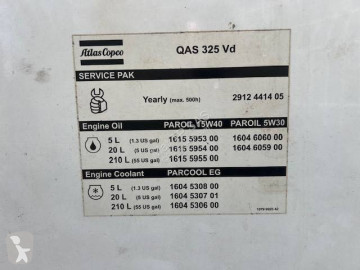 Atlas Copco
QAS 325 Vd
SERVICE PAK
Yearly (max. 500h) 2912 4414 05
Engine Oil PAROIL 15W40 PAROIL 5W30
5 L (1.3 US gal) 1615 5953 00 1604 6060 00
20 L (5 US gal) 1615 5954 00 1604 6059 00
210 L (55 US gal) 1615 5955 00
Engine Coolant PARCOOL EG
5 L (1.3 US gal) 1604 5308 00
20 L (5 US gal) 1604 5307 01
210 L (55 US gal) 1604 5306 00